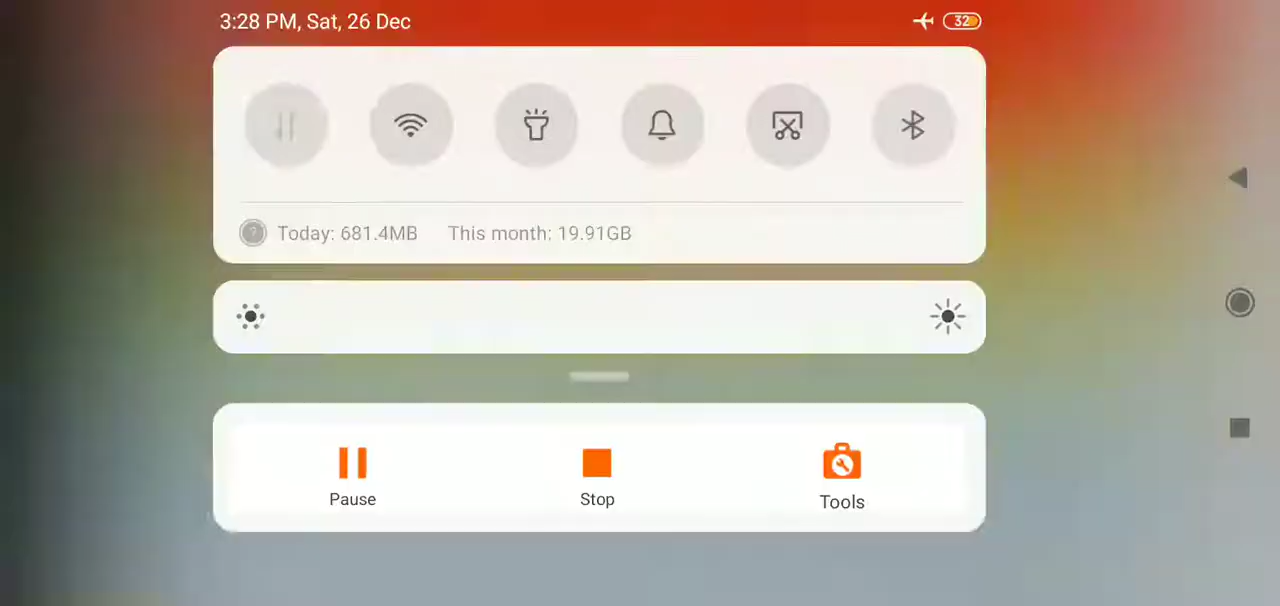 3:28 PM, Sat, 26 Dec
32
Today: 681.4MB This month: 19.91GB
Pause Stop Tools